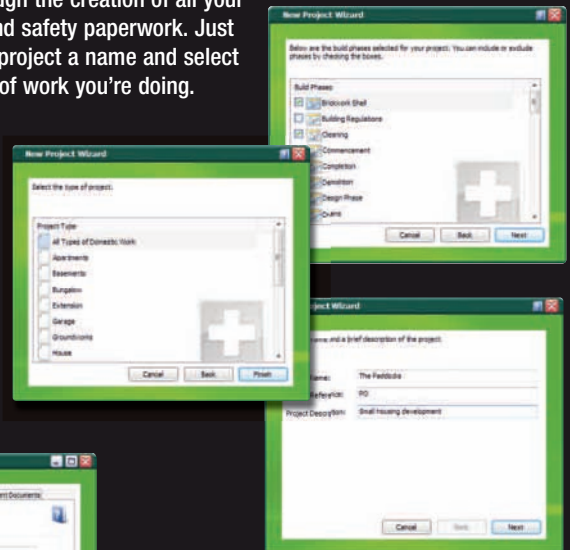 ugh the creation of all your
nd safety paperwork. Just
project a name and select
of work you're doing.
New Project Wizard
Below are the build phases selected for your project. You can include or exclude
phases by checking the boxes.
Build Phases
Brickwork Shell
Building Regulations
Cleaning
Commencement
Completion
Demolition
Design Phase
Drains
Cancel
Back
Next
New Project Wizard
Select the type of project.
Project Type
All Types of Domestic Work
Apartments
Basements
Bungalow
Extension
Garage
Groundworks
House
Cancel
Back
Finish
ject Wizard
name and a brief description of the project.
Name: The Paddocks
Reference: PD
Project Description: Small housing development
Cancel
Back
Next
nt Documents